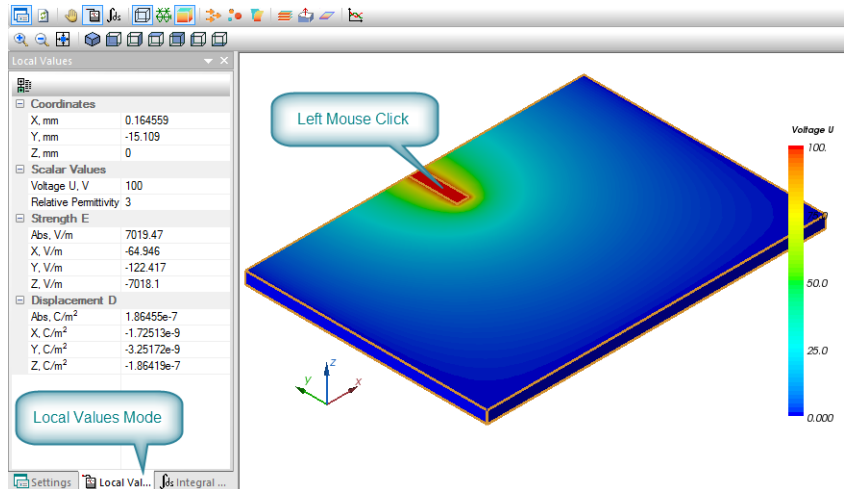 Local Values
Coordinates
X, mm 0.164559
Y, mm -15.109
Z, mm 0
Scalar Values
Voltage U, V 100
Relative Permittivity 3
Strength E
Abs, V/m 7019.47
X, V/m -64.946
Y, V/m -122.417
Z, V/m -7018.1
Displacement D
Abs, C/m² 1.86455e-7
X, C/m² -1.72513e-9
Y, C/m² -3.25172e-9
Z, C/m² -1.86419e-7
Local Values Mode
Settings Local Val... Integral ...
Left Mouse Click
Voltage U
100.
50.0
25.0
0.000
z
y
x